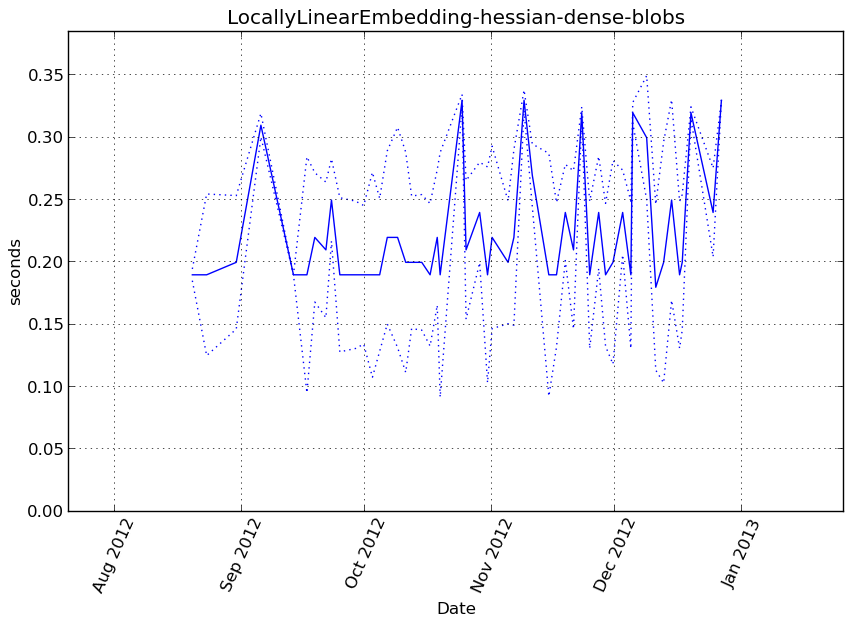 LocallyLinearEmbedding-hessian-dense-blobs
0.35
0.30
0.25
0.20
0.15
0.10
0.05
0.00
seconds
Aug 2012
Sep 2012
Oct 2012
Nov 2012
Dec 2012
Jan 2013
Date